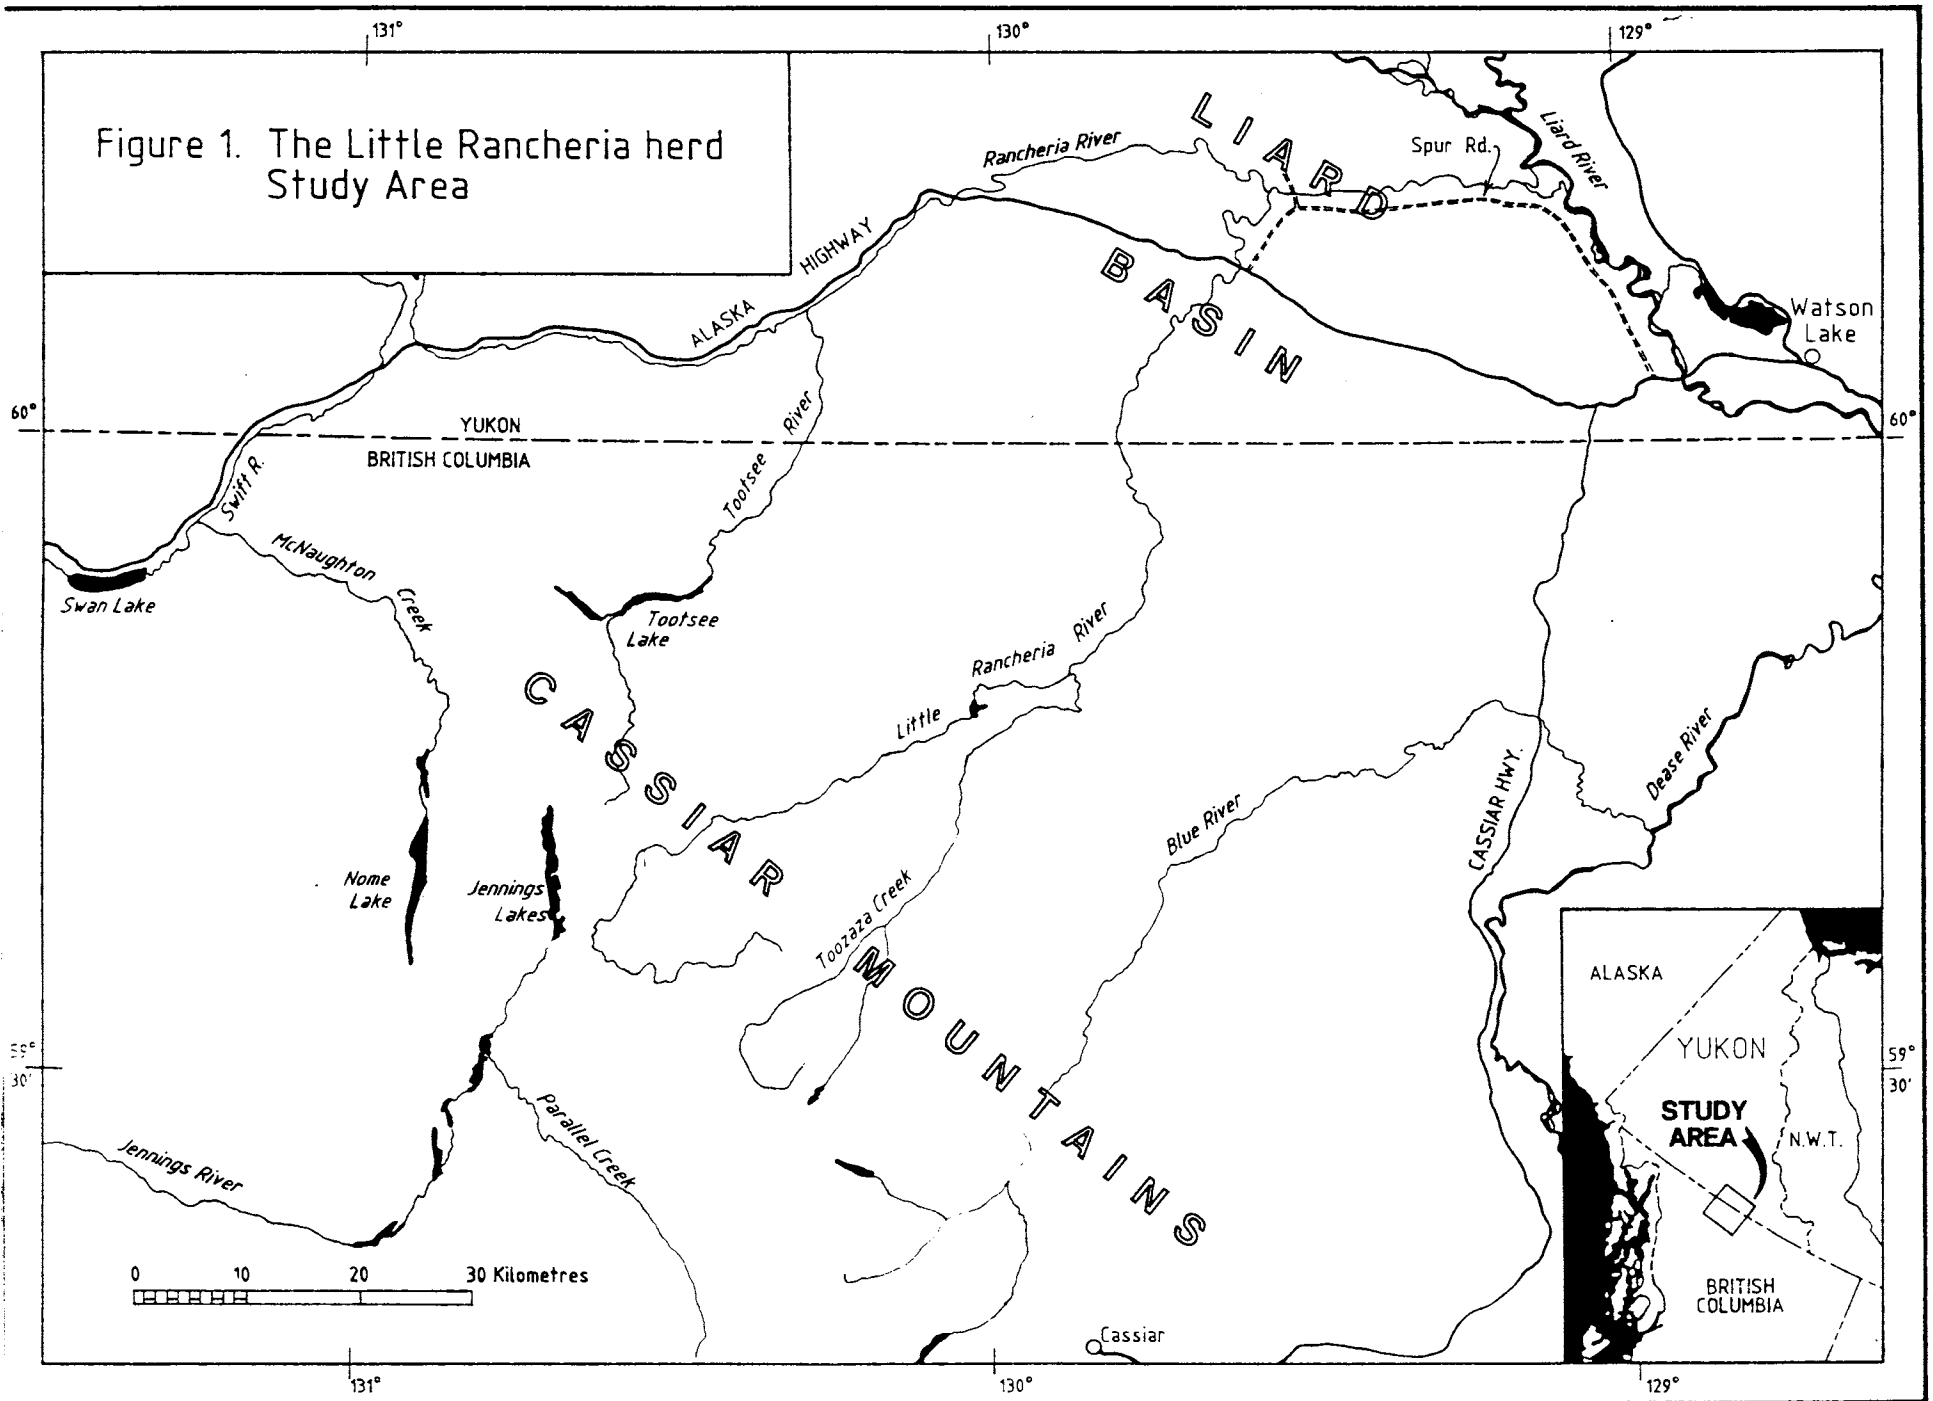 131°
130°
129°
Figure 1. The Little Rancheria herd
Study Area
LIARD
BASIN
Rancheria River
Spur Rd.
Liard River
ALASKA
HIGHWAY
Watson
Lake
60°
60°
YUKON
BRITISH COLUMBIA
Swift R.
Tootsee
River
McNaughton
Creek
Swan Lake
Tootsee
Lake
Little
Rancheria
River
CASSIAR
MOUNTAINS
Nome
Lake
Jennings
Lakes
Toozaza Creek
Blue River
CASSIAR HWY.
Dease River
59°
30'
59°
30'
Parallel Creek
Jennings River
0 10 20 30 Kilometres
Cassiar
ALASKA
YUKON
STUDY
AREA
N.W.T.
BRITISH
COLUMBIA
131°
130°
129°